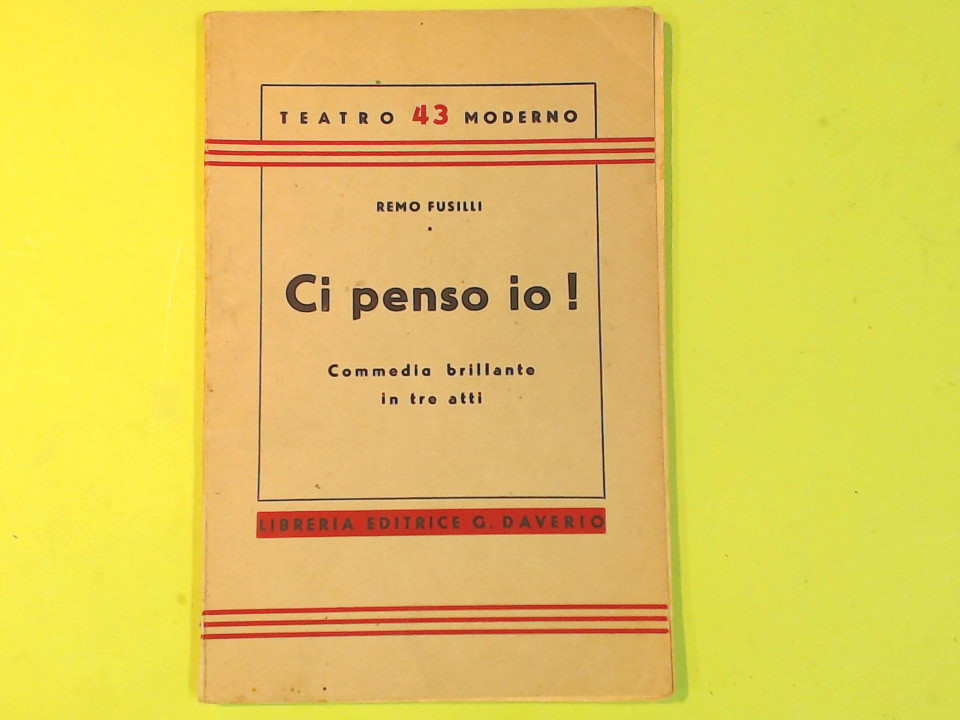 TEATRO 43 MODERNO
REMO FUSILLI
Ci penso io !
Commedia brillante
in tre atti
LIBRERIA EDITRICE G. DAVERIO